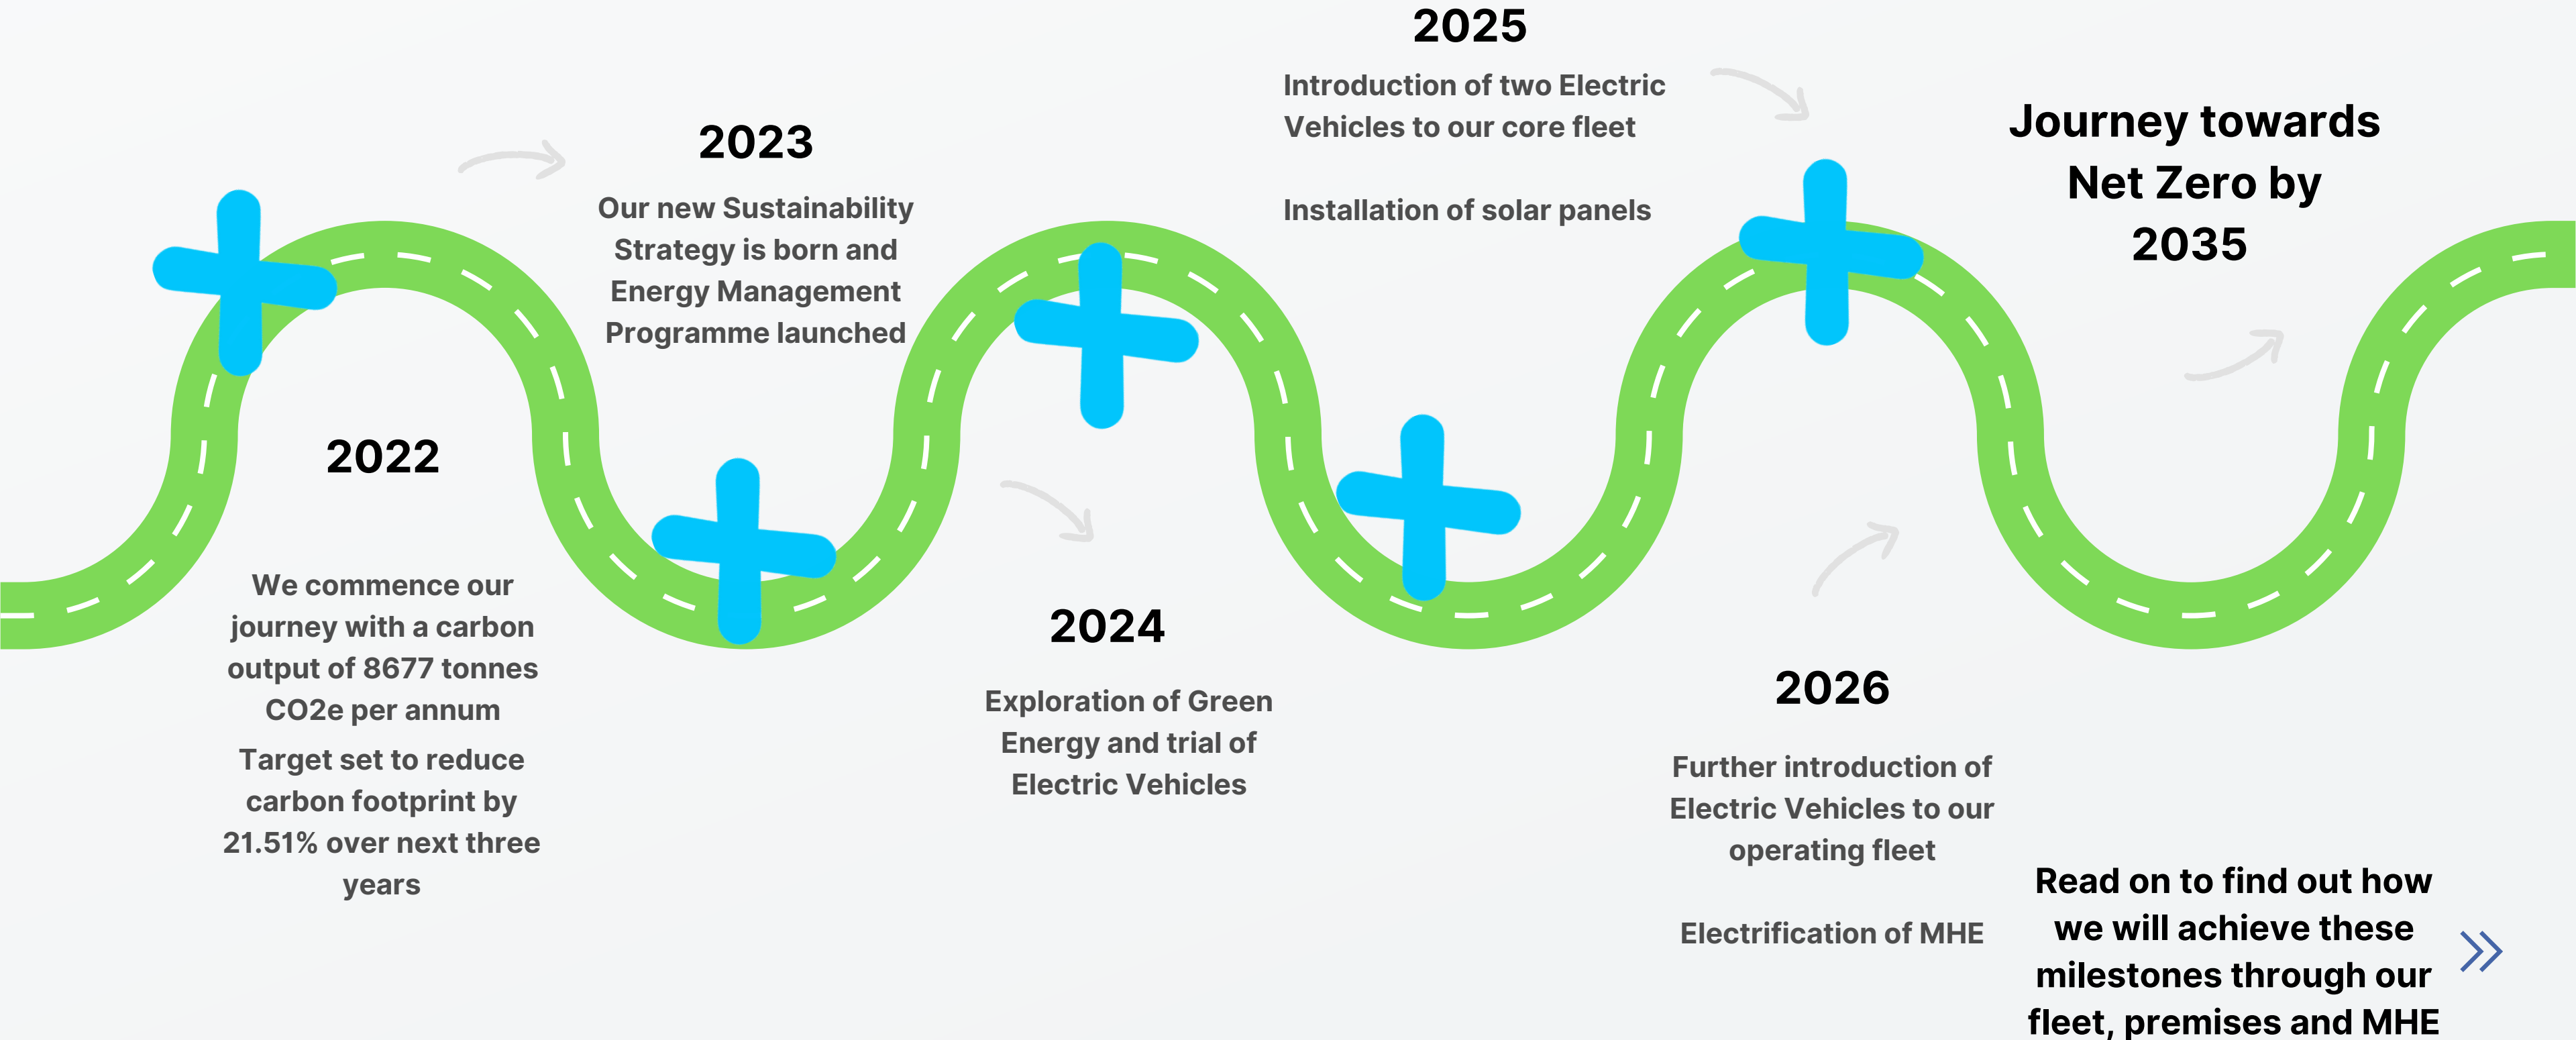 2022
We commence our
journey with a carbon
output of 8677 tonnes
CO2e per annum
Target set to reduce
carbon footprint by
21.51% over next three
years
2023
Our new Sustainability
Strategy is born and
Energy Management
Programme launched
2024
Exploration of Green
Energy and trial of
Electric Vehicles
2025
Introduction of two Electric
Vehicles to our core fleet
Installation of solar panels
2026
Further introduction of
Electric Vehicles to our
operating fleet
Electrification of MHE
Journey towards
Net Zero by
2035
Read on to find out how
we will achieve these
milestones through our
fleet, premises and MHE